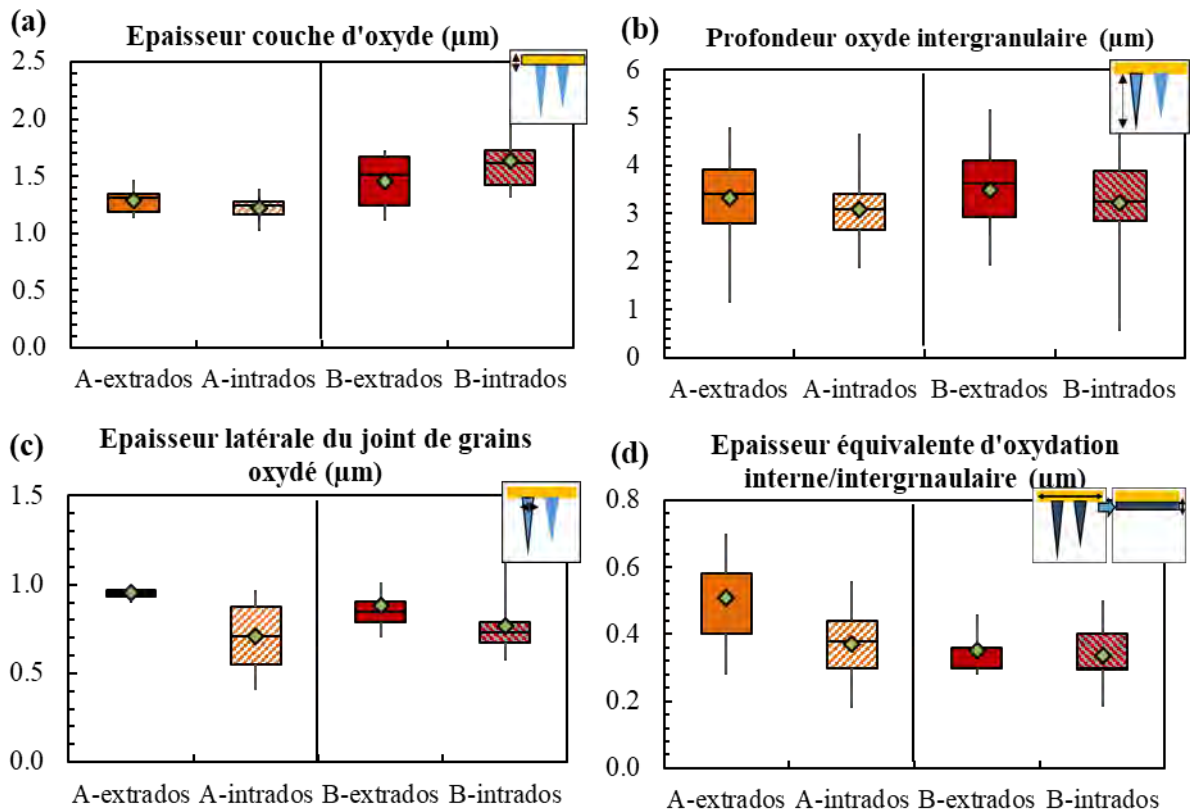 (a)
Epaisseur couche d'oxyde (µm)
2.5
2.0
1.5
1.0
0.5
0.0
A-extrados A-intrados B-extrados B-intrados
(b)
Profondeur oxyde intergranulaire (µm)
6
5
4
3
2
1
0
A-extrados A-intrados B-extrados B-intrados
(c)
Epaisseur latérale du joint de grains
oxydé (µm)
1.5
1.0
0.5
0.0
A-extrados A-intrados B-extrados B-intrados
(d)
Epaisseur équivalente d'oxydation
interne/intergrnaulaire (µm)
0.8
0.6
0.4
0.2
0.0
A-extrados A-intrados B-extrados B-intrados